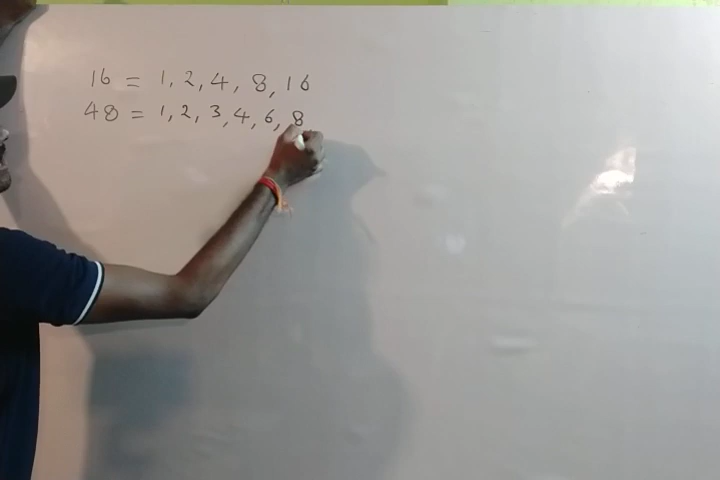 16 = 1, 2, 4, 8, 16
48 = 1, 2, 3, 4, 6, 8